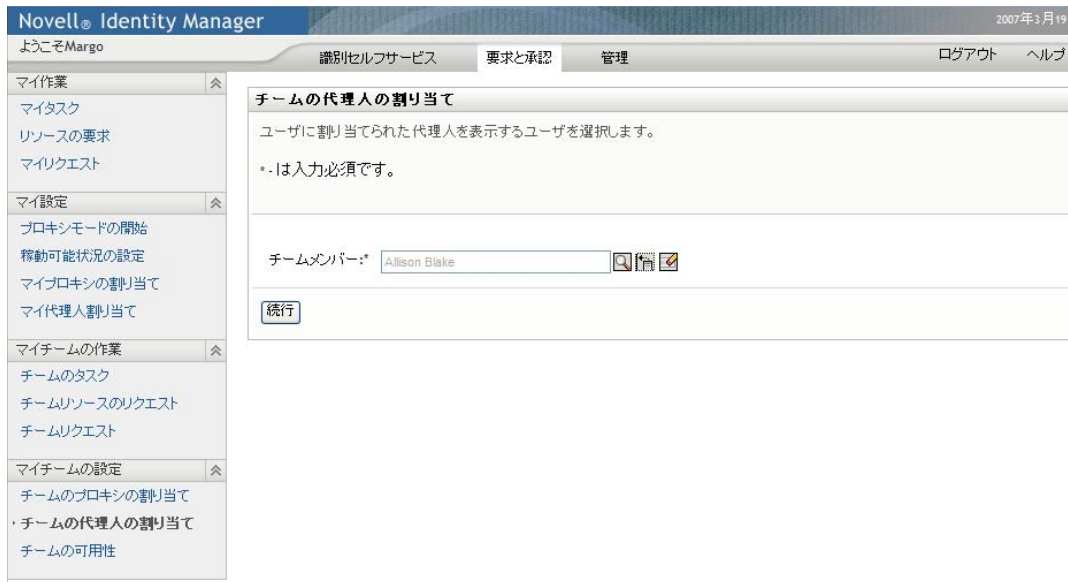 Novell® Identity Manager
2007年3月19
ようこそMargo
識別セルフサービス 要求と承認 管理 ログアウト ヘルプ
マイ作業
マイタスク
リソースの要求
マイリクエスト
マイ設定
プロキシモードの開始
稼動可能状況の設定
マイプロキシの割り当て
マイ代理人割り当て
マイチームの作業
チームのタスク
チームリソースのリクエスト
チームリクエスト
マイチームの設定
チームのプロキシの割り当て
・チームの代理人の割り当て
チームの可用性
チームの代理人の割り当て
ユーザに割り当てられた代理人を表示するユーザを選択します。
*-は入力必須です。
チームメンバー:* Allison Blake
続行